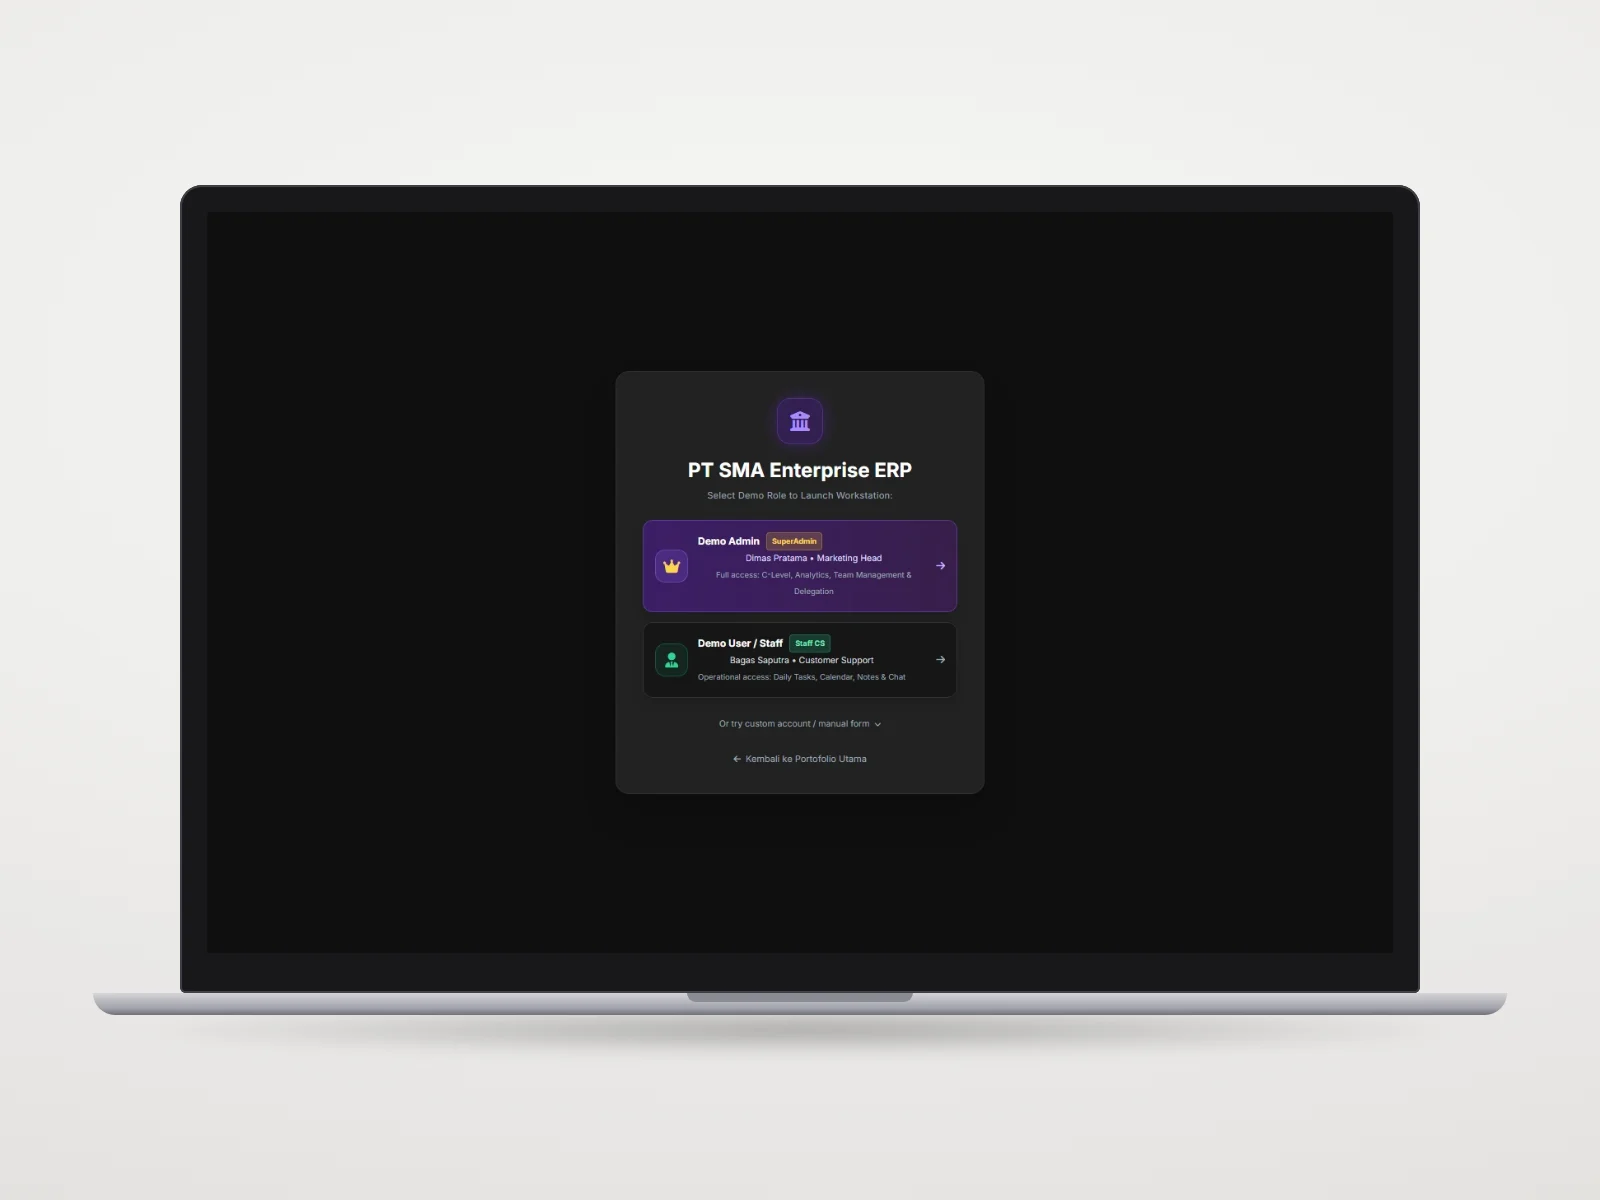 PT SMA Enterprise ERP
Select Demo Role to Launch Workstation:
Demo Admin SuperAdmin
Dimas Pratama • Marketing Head
Full access: C-Level, Analytics, Team Management &
Delegation
Demo User / Staff Staff CS
Bagas Saputra • Customer Support
Operational access: Daily Tasks, Calendar, Notes & Chat
Or try custom account / manual form
← Kembali ke Portofolio Utama